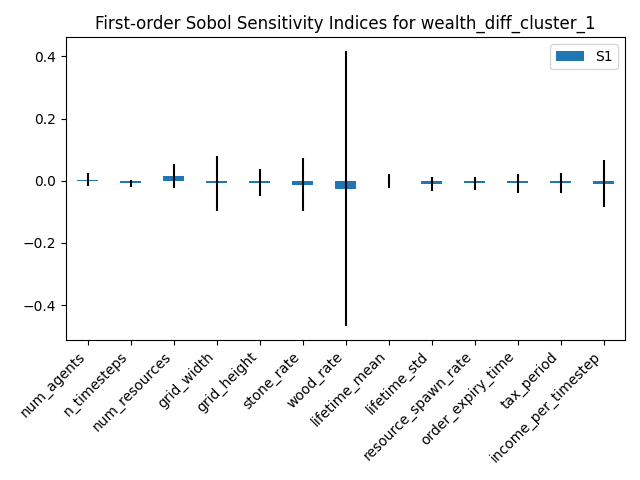 First-order Sobol Sensitivity Indices for wealth_diff_cluster_1
S1
0.4
0.2
0.0
−0.2
−0.4
num_agents
n_timesteps
num_resources
grid_width
grid_height
stone_rate
wood_rate
lifetime_mean
lifetime_std
resource_spawn_rate
order_expiry_time
tax_period
income_per_timestep